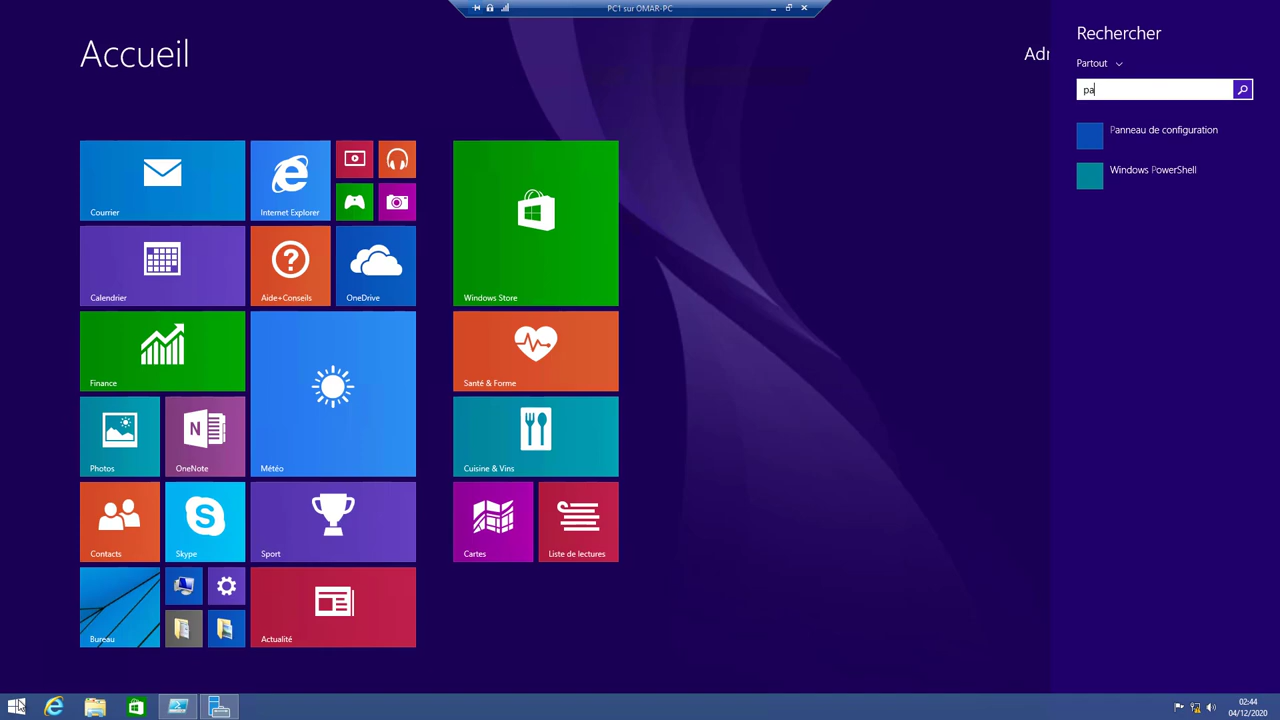 PC1 sur OMAR-PC
Accueil
Adr
Rechercher
Partout
pa
Panneau de configuration
Windows PowerShell
Courrier
Internet Explorer
Calendrier
Aide+Conseils
OneDrive
Windows Store
Finance
Météo
Santé & Forme
Photos
OneNote
Cuisine & Vins
Contacts
Skype
Sport
Cartes
Liste de lectures
Bureau
Actualité
02:44
04/12/2020